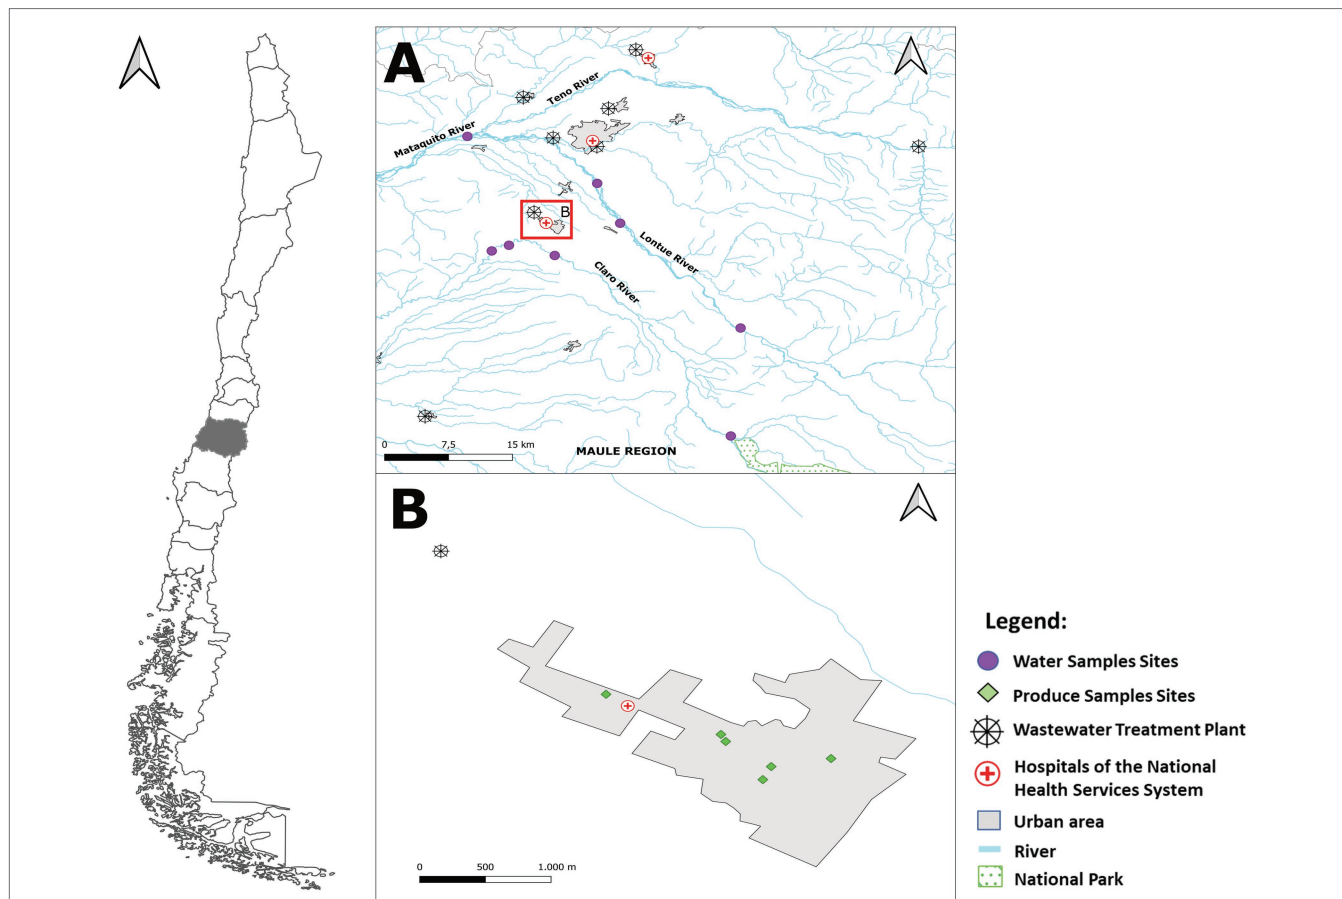 A
Teno River
Mataquito River
B
Lontue River
Claro River
0 7,5 15 km
MAULE REGION
B
0 500 1.000 m
Legend:
Water Samples Sites
Produce Samples Sites
Wastewater Treatment Plant
Hospitals of the National
Health Services System
Urban area
River
National Park